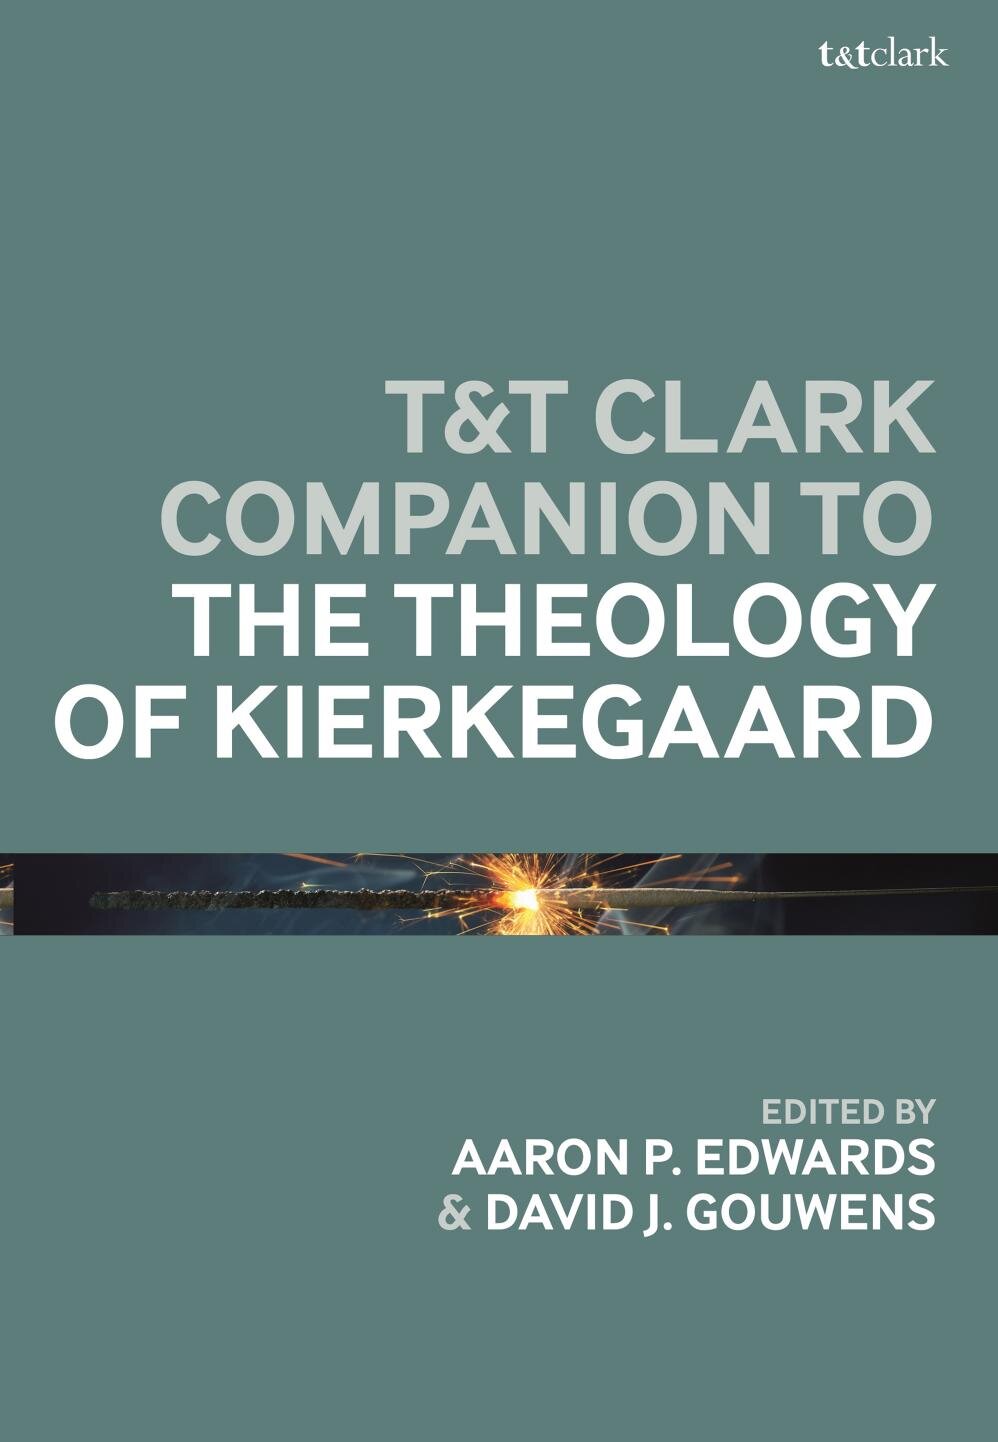 t&tclark
T&T CLARK
COMPANION TO
THE THEOLOGY
OF KIERKEGAARD
EDITED BY
AARON P. EDWARDS
& DAVID J. GOUWENS